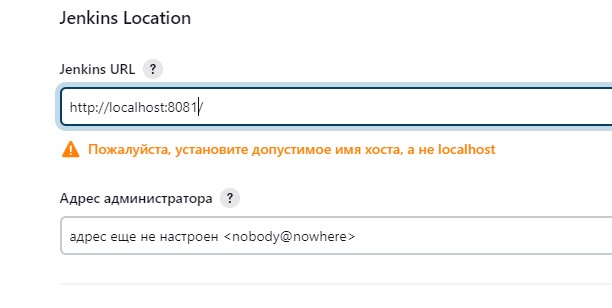 Jenkins Location
Jenkins URL ?
http://localhost:8081/
Пожалуйста, установите допустимое имя хоста, а не localhost
Адрес администратора ?
адрес еще не настроен <nobody@nowhere>